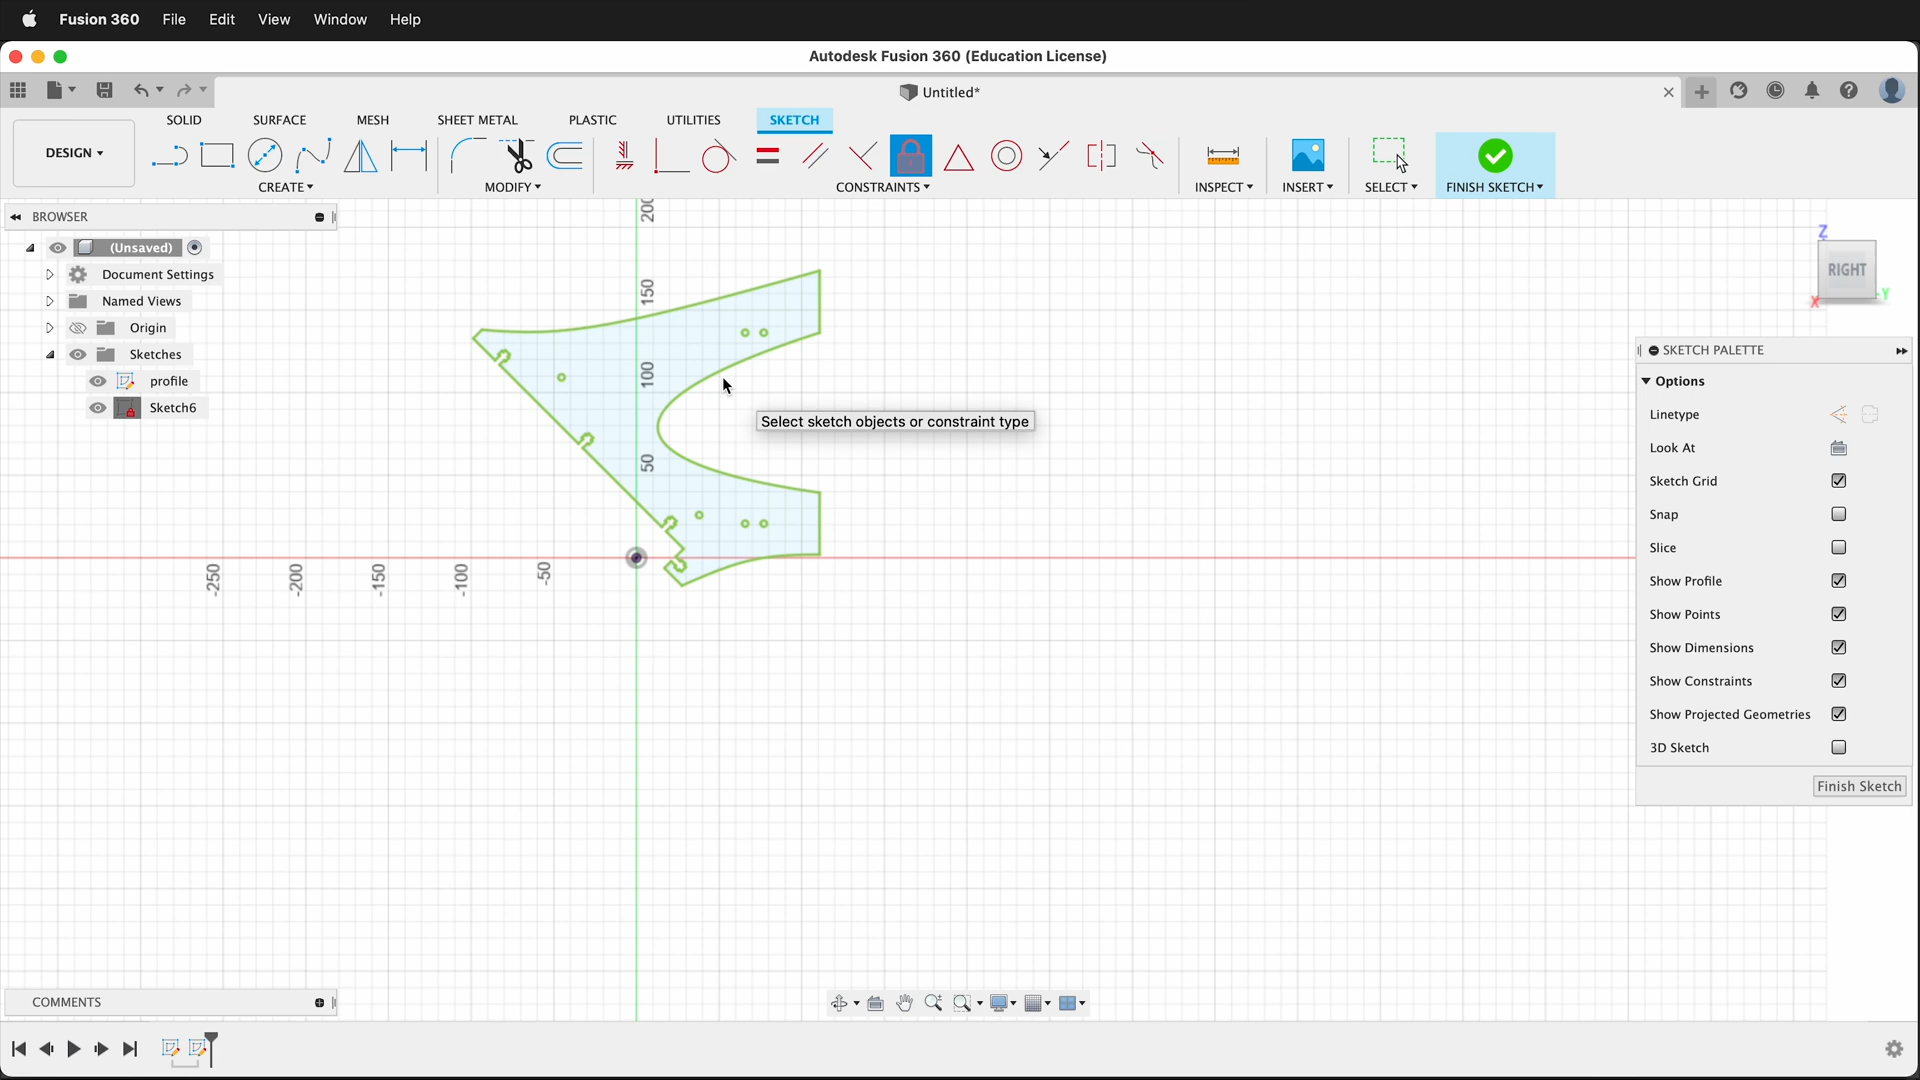 Fusion 360 File Edit View Window Help
Autodesk Fusion 360 (Education License)
Untitled*
SOLID SURFACE MESH SHEET METAL PLASTIC UTILITIES SKETCH
DESIGN
CREATE MODIFY CONSTRAINTS INSPECT INSERT SELECT FINISH SKETCH
BROWSER
(Unsaved)
Document Settings
Named Views
Origin
Sketches
profile
Sketch6
200
150
100
50
-250 -200 -150 -100 -50
Select sketch objects or constraint type
Z
RIGHT
X Y
SKETCH PALETTE
Options
Linetype
Look At
Sketch Grid
Snap
Slice
Show Profile
Show Points
Show Dimensions
Show Constraints
Show Projected Geometries
3D Sketch
Finish Sketch
COMMENTS